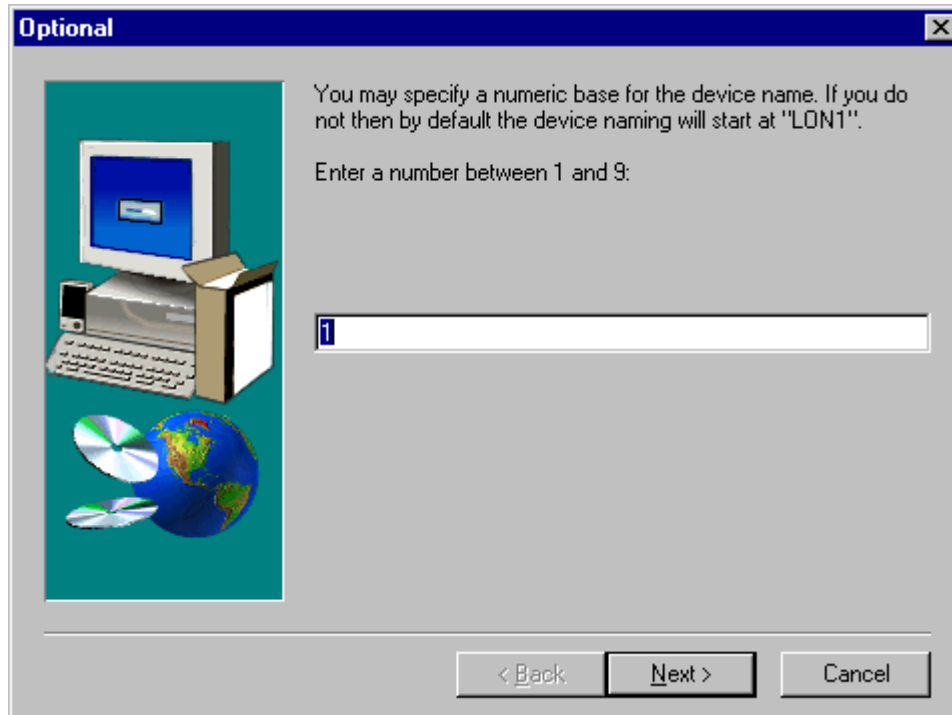 Optional
You may specify a numeric base for the device name. If you do
not then by default the device naming will start at "LON1".
Enter a number between 1 and 9:
1
< Back
Next >
Cancel